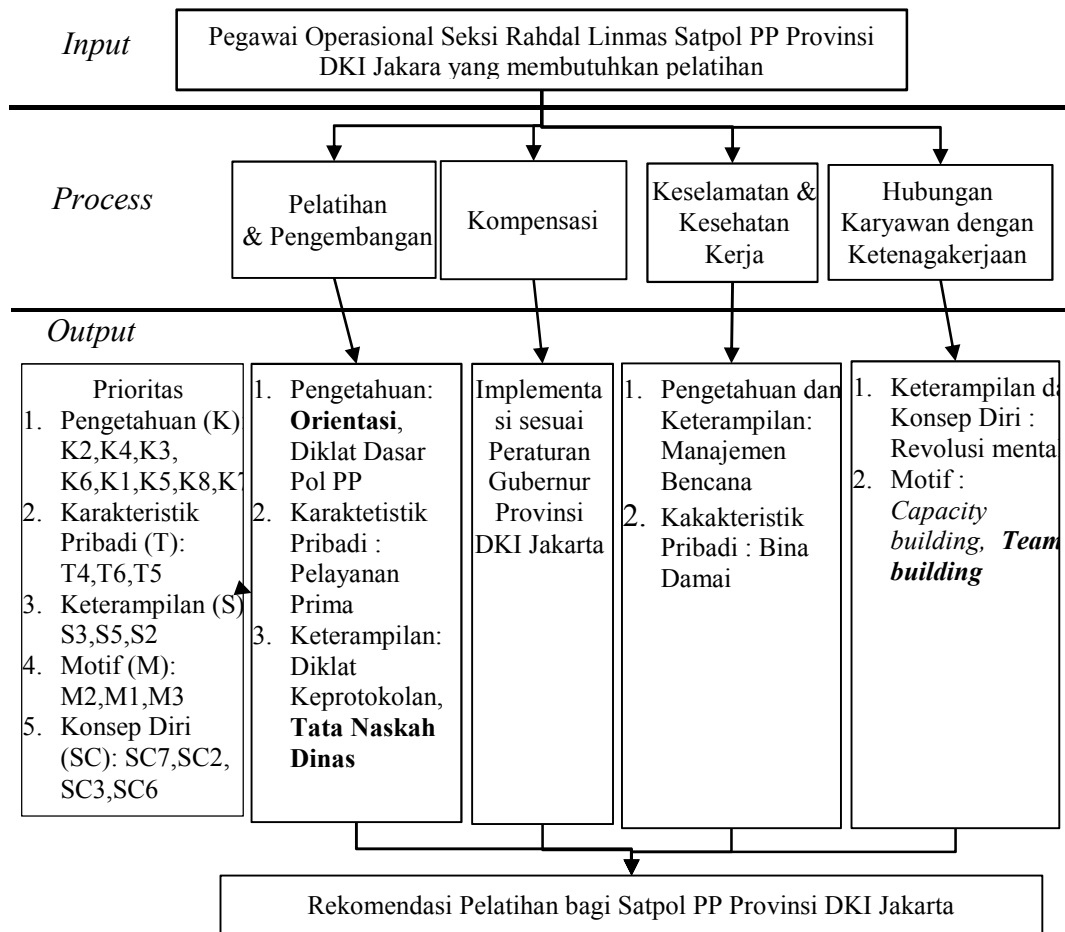 Input
Pegawai Operasional Seksi Rahdal Linmas Satpol PP Provinsi
DKI Jakara yang membutuhkan pelatihan
Process
Pelatihan
& Pengembangan
Kompensasi
Keselamatan &
Kesehatan
Kerja
Hubungan
Karyawan dengan
Ketenagakerjaan
Output
Prioritas
1. Pengetahuan (K)
K2,K4,K3,
K6,K1,K5,K8,K7
2. Karakteristik
Pribadi (T):
T4,T6,T5
3. Keterampilan (S)
S3,S5,S2
4. Motif (M):
M2,M1,M3
5. Konsep Diri
(SC): SC7,SC2,
SC3,SC6
1. Pengetahuan:
Orientasi,
Diklat Dasar
Pol PP
2. Karaktetistik
Pribadi :
Pelayanan
Prima
3. Keterampilan:
Diklat
Keprotokolan,
Tata Naskah
Dinas
Implementa
si sesuai
Peraturan
Gubernur
Provinsi
DKI Jakarta
1. Pengetahuan dan
Keterampilan:
Manajemen
Bencana
2. Kakakteristik
Pribadi : Bina
Damai
1. Keterampilan da
Konsep Diri :
Revolusi menta
2. Motif :
Capacity
building, Team
building
Rekomendasi Pelatihan bagi Satpol PP Provinsi DKI Jakarta